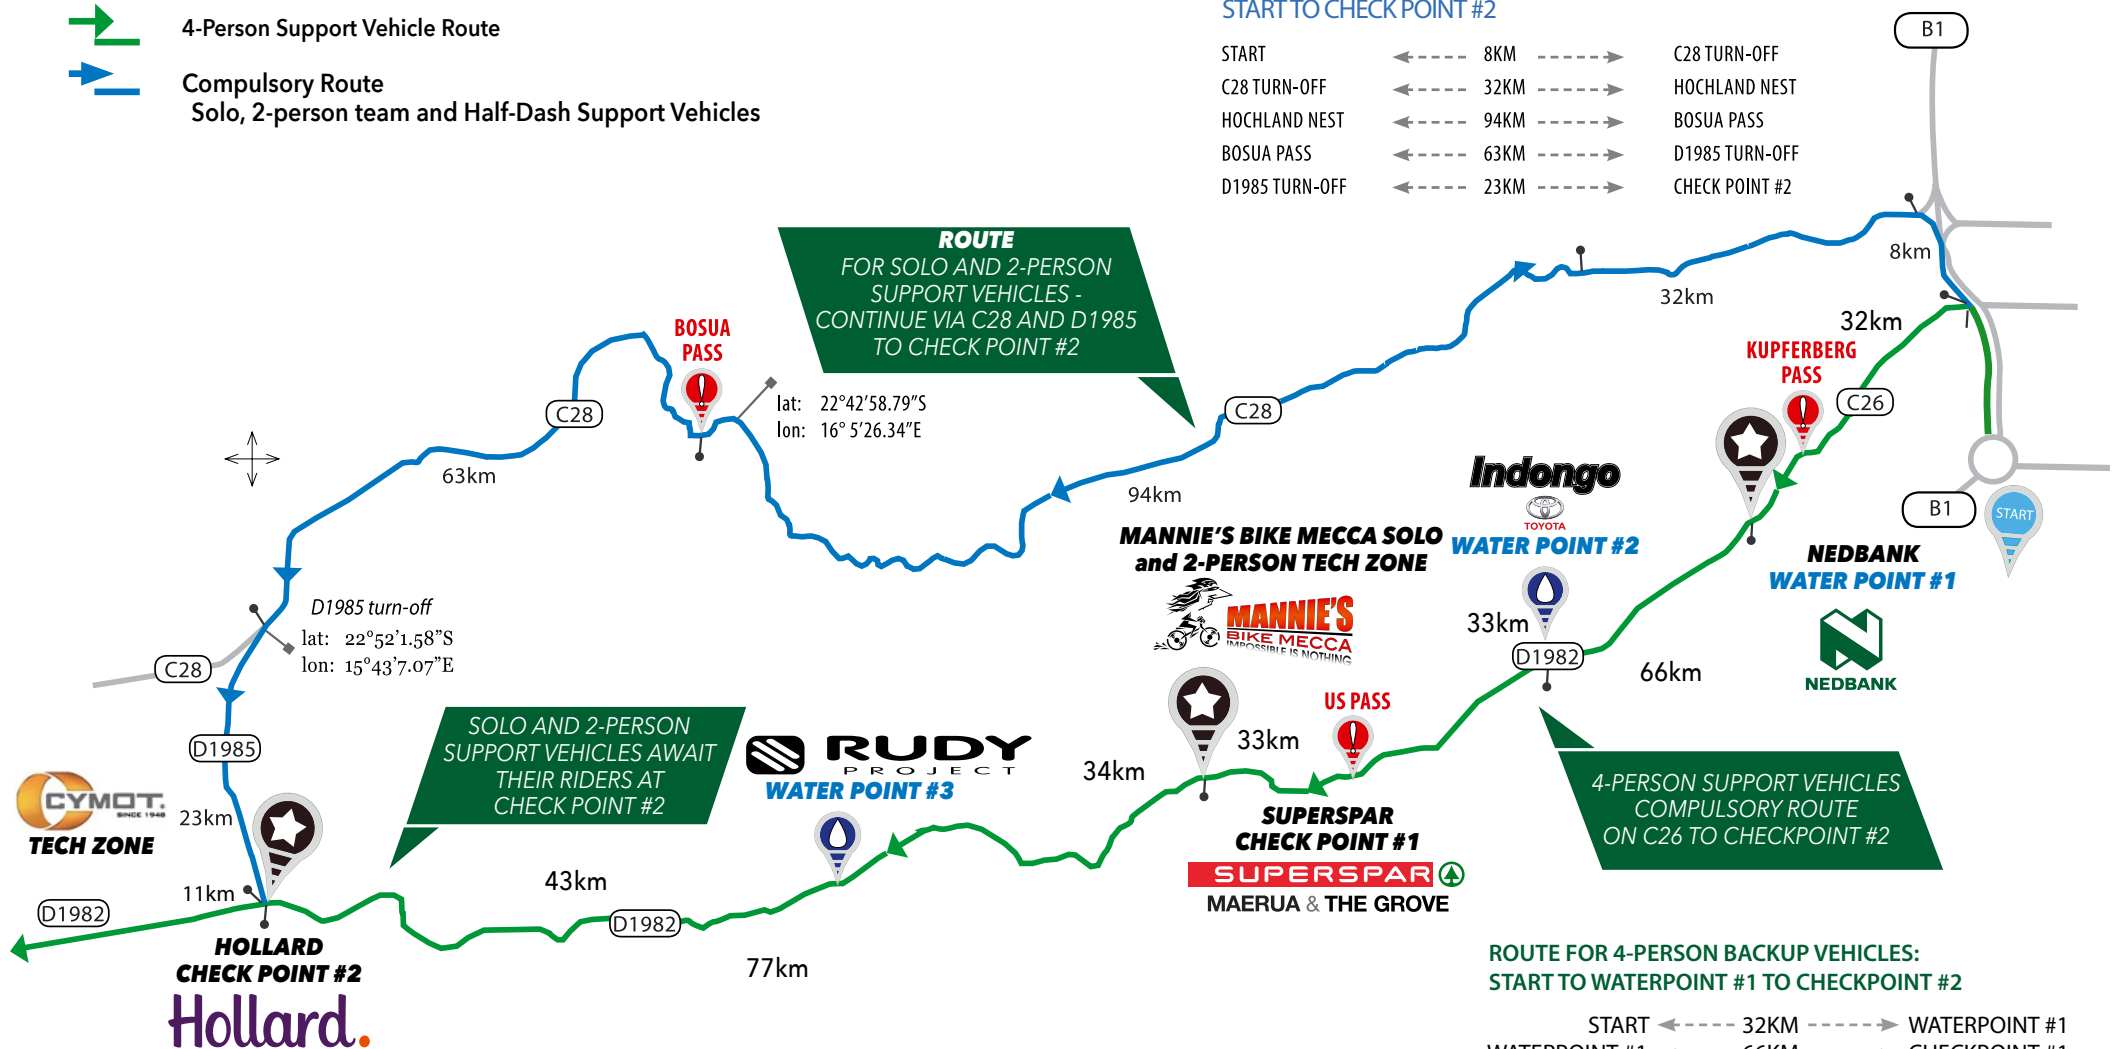 4-Person Support Vehicle Route
Compulsory Route
Solo, 2-person team and Half-Dash Support Vehicles
START TO CHECK POINT #2
START 8KM C28 TURN-OFF
C28 TURN-OFF 32KM HOCHLAND NEST
HOCHLAND NEST 94KM BOSUA PASS
BOSUA PASS 63KM D1985 TURN-OFF
D1985 TURN-OFF 23KM CHECK POINT #2
B1
8km
32km
ROUTE
FOR SOLO AND 2-PERSON
SUPPORT VEHICLES -
CONTINUE VIA C28 AND D1985
TO CHECK POINT #2
BOSUA
PASS
lat: 22°42'58.79"S
lon: 16° 5'26.34"E
C28
C28
63km
94km
32km
KUPFERBERG
PASS
C26
B1
START
NEDBANK
WATER POINT #1
NEDBANK
Indongo
TOYOTA
WATER POINT #2
MANNIE'S BIKE MECCA SOLO
and 2-PERSON TECH ZONE
MANNIE'S
BIKE MECCA
IMPOSSIBLE IS NOTHING
33km
D1982
66km
D1985 turn-off
lat: 22°52'1.58"S
lon: 15°43'7.07"E
C28
D1985
US PASS
33km
34km
SOLO AND 2-PERSON
SUPPORT VEHICLES AWAIT
THEIR RIDERS AT
CHECK POINT #2
RUDY
PROJECT
WATER POINT #3
4-PERSON SUPPORT VEHICLES
COMPULSORY ROUTE
ON C26 TO CHECKPOINT #2
SUPERSPAR
CHECK POINT #1
SUPERSPAR
MAERUA & THE GROVE
CYMOT.
SINCE 1948
TECH ZONE
23km
11km
43km
D1982
D1982
77km
HOLLARD
CHECK POINT #2
Hollard.
ROUTE FOR 4-PERSON BACKUP VEHICLES:
START TO WATERPOINT #1 TO CHECKPOINT #2
START 32KM WATERPOINT #1
WATERPOINT #1 66KM CHECKPOINT #1